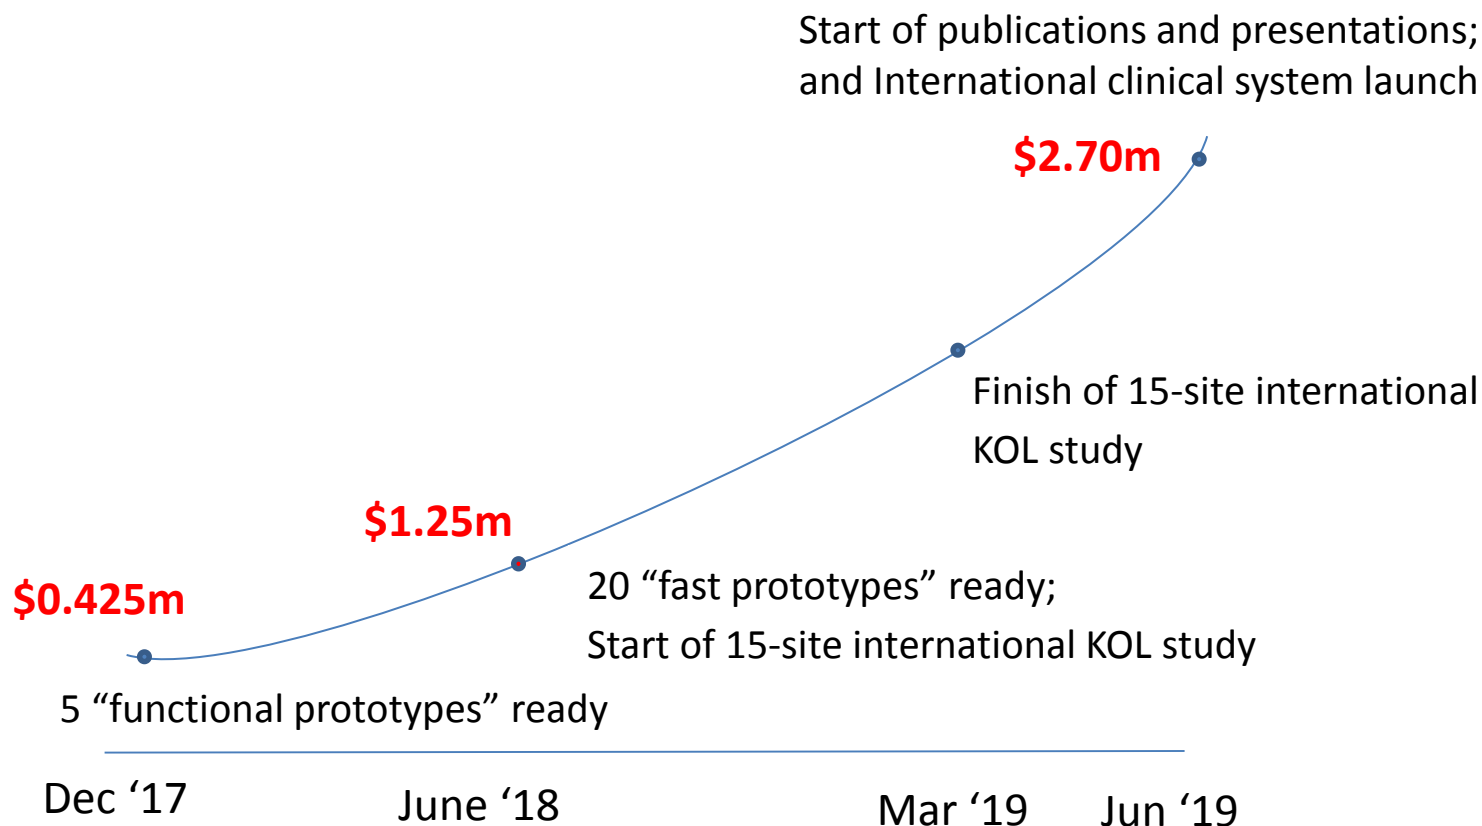 Start of publications and presentations;
and International clinical system launch
$2.70m
Finish of 15-site international
KOL study
$1.25m
20 “fast prototypes” ready;
Start of 15-site international KOL study
$0.425m
5 “functional prototypes” ready
Dec ‘17
June ‘18
Mar ‘19
Jun ‘19